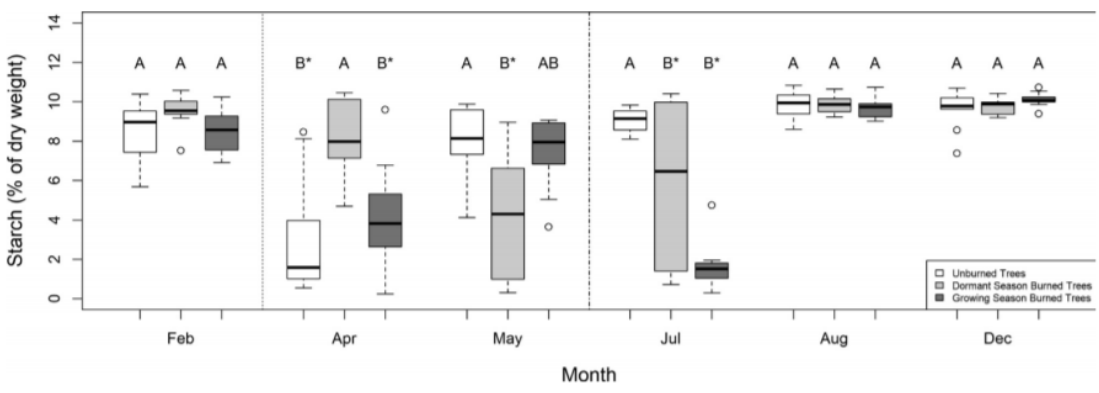 14
12
10
8
6
4
2
0
Starch (% of dry weight)
A A A B* A B* A B* AB A B* B* A A A A A A
Unburned Trees
Dormant Season Burned Trees
Growing Season Burned Trees
Feb Apr May Jul Aug Dec
Month